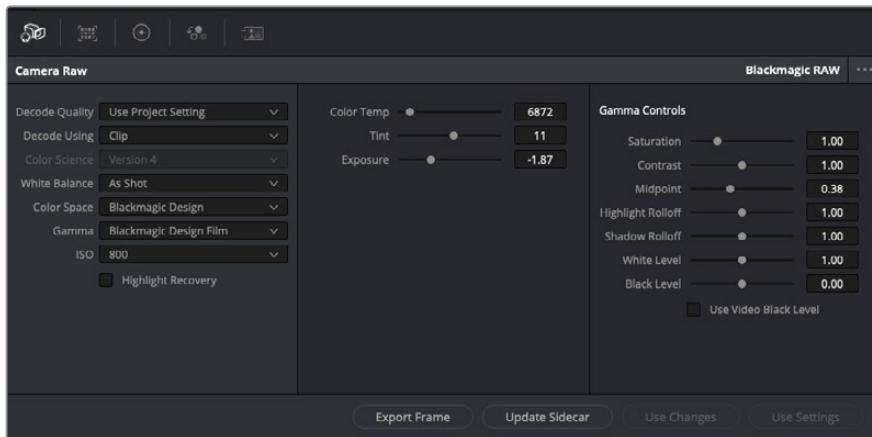 Camera Raw
Blackmagic RAW
Decode Quality Use Project Setting
Decode Using Clip
Color Science Version 4
White Balance As Shot
Color Space Blackmagic Design
Gamma Blackmagic Design Film
ISO 800
Highlight Recovery
Color Temp 6872
Tint 11
Exposure -1.87
Gamma Controls
Saturation 1.00
Contrast 1.00
Midpoint 0.38
Highlight Rolloff 1.00
Shadow Rolloff 1.00
White Level 1.00
Black Level 0.00
Use Video Black Level
Export Frame
Update Sidecar
Use Changes
Use Settings